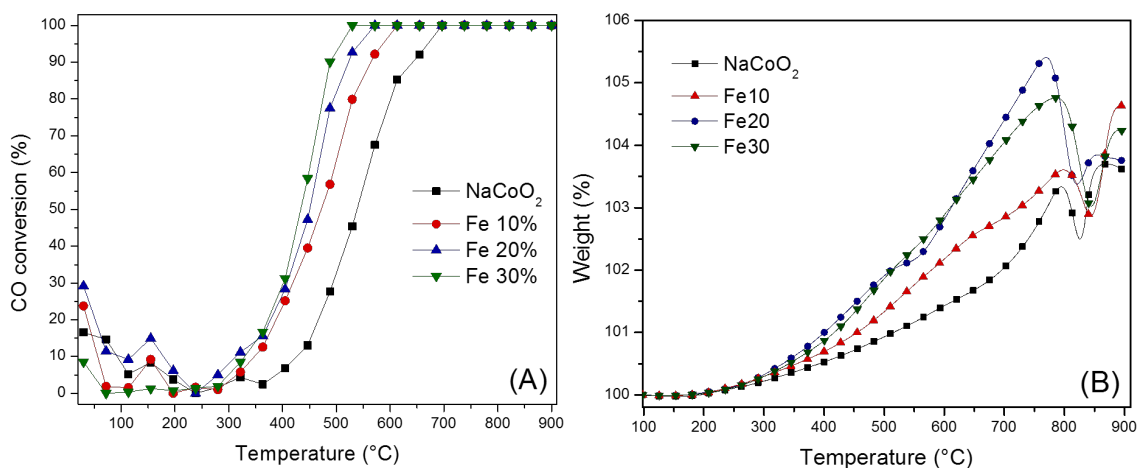 CO conversion (%)
100
90
80
70
60
50
40
30
20
10
0
NaCoO₂
Fe 10%
Fe 20%
Fe 30%
(A)
0 100 200 300 400 500 600 700 800 900
Temperature (°C)
Weight (%)
106
105
104
103
102
101
100
NaCoO₂
Fe10
Fe20
Fe30
(B)
100 200 300 400 500 600 700 800 900
Temperature (°C)